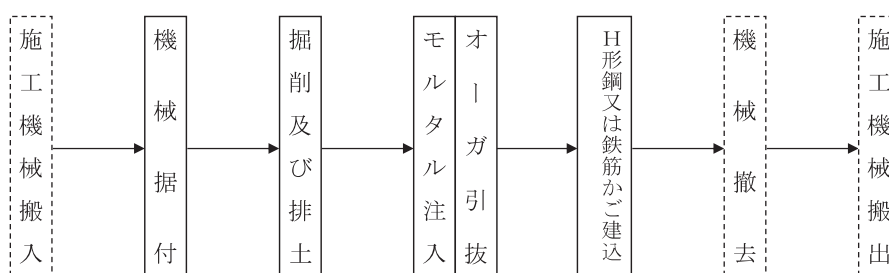 施工機械搬入
機械据付
掘削及び排土
モルタル注入
オーガ引抜
H形鋼又は鉄筋かご建込
機械撤去
施工機械搬出